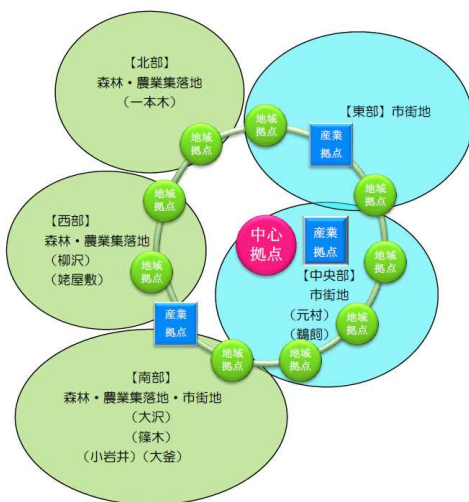 【北部】
森林・農業集落地
(一本木)
【東部】市街地
地域
拠点
地域
拠点
産業
拠点
地域
拠点
地域
拠点
【西部】
森林・農業集落地
(柳沢)
(姥屋敷)
地域
拠点
中心
拠点
産業
拠点
地域
拠点
【中央部】
市街地
(元村)
(鵜飼)
産業
拠点
地域
拠点
地域
拠点
地域
拠点
【南部】
森林・農業集落地・市街地
(大沢)
(篠木)
(小岩井)(大釜)